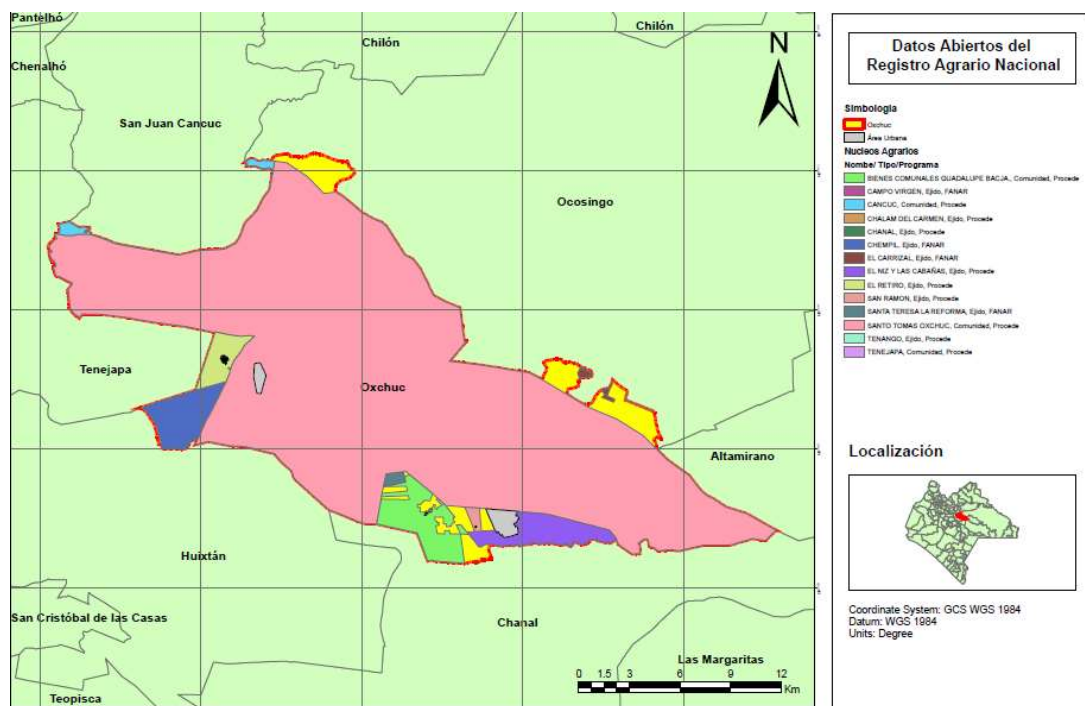 Pantelhó
Chilón
Chilón
Chenalhó
N
San Juan Cancuc
Ocosingo
Tenejapa
Oxchuc
Altamirano
Huixtán
San Cristóbal de las Casas
Chanal
Las Margaritas
Teopisca
0 1.5 3 6 9 12
Km
Datos Abiertos del
Registro Agrario Nacional
Simbologia
Oxchuc
Área Urbana
Nucleos Agrarios
Nombe/ Tipo/Programa
BIENES COMUNALES GUADALUPE BACJA., Comunidad, Procede
CAMPO VIRGEN, Ejido, FANAR
CANCUC, Comunidad, Procede
CHALAM DEL CARMEN, Ejido, Procede
CHANAL, Ejido, Procede
CHEMPIL, Ejido, FANAR
EL CARRIZAL, Ejido, FANAR
EL NIZ Y LAS CABAÑAS, Ejido, Procede
EL RETIRO, Ejido, Procede
SAN RAMON, Ejido, Procede
SANTA TERESA LA REFORMA, Ejido, FANAR
SANTO TOMAS OXCHUC, Comunidad, Procede
TENANGO, Ejido, Procede
TENEJAPA, Comunidad, Procede
Localización
Coordinate System: GCS WGS 1984
Datum: WGS 1984
Units: Degree